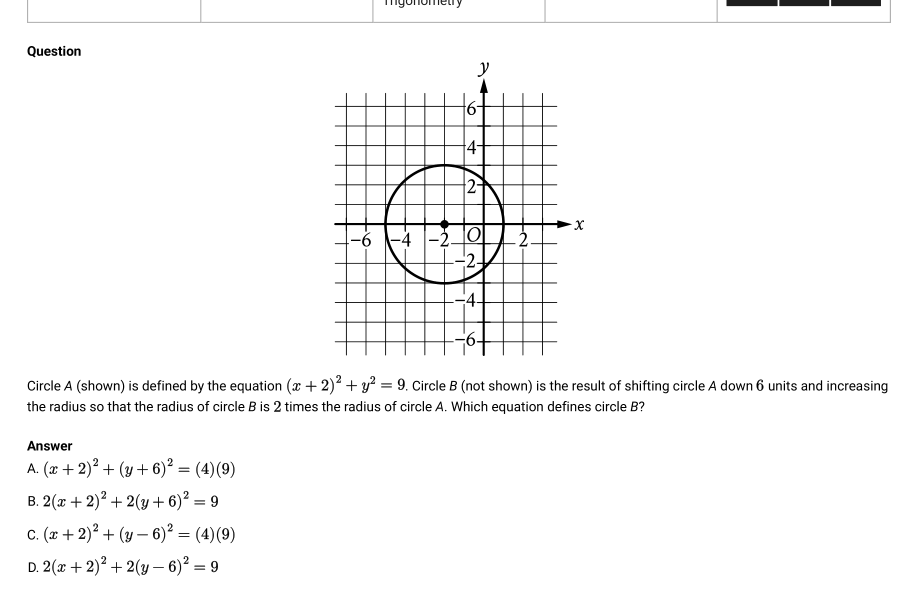 Trigonometry
Question
y
6
4
2
x
−6 −4 −2 O 2
−2
−4
−6
Circle A (shown) is defined by the equation (x + 2)² + y² = 9. Circle B (not shown) is the result of shifting circle A down 6 units and increasing
the radius so that the radius of circle B is 2 times the radius of circle A. Which equation defines circle B?
Answer
A. (x + 2)² + (y + 6)² = (4)(9)
B. 2(x + 2)² + 2(y + 6)² = 9
C. (x + 2)² + (y − 6)² = (4)(9)
D. 2(x + 2)² + 2(y − 6)² = 9